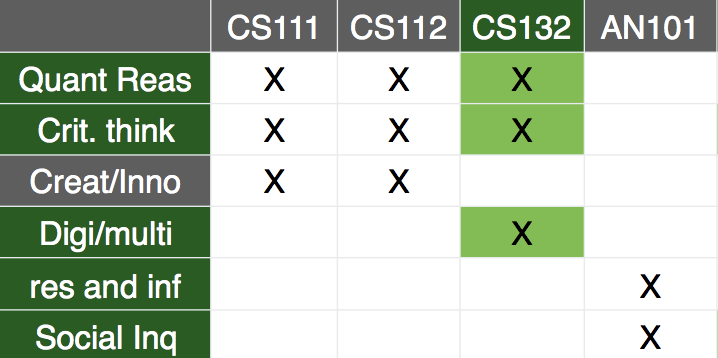 CS111 CS112 CS132 AN101
Quant Reas X X X
Crit. think X X X
Creat/Inno X X
Digi/multi X
res and inf X
Social Inq X